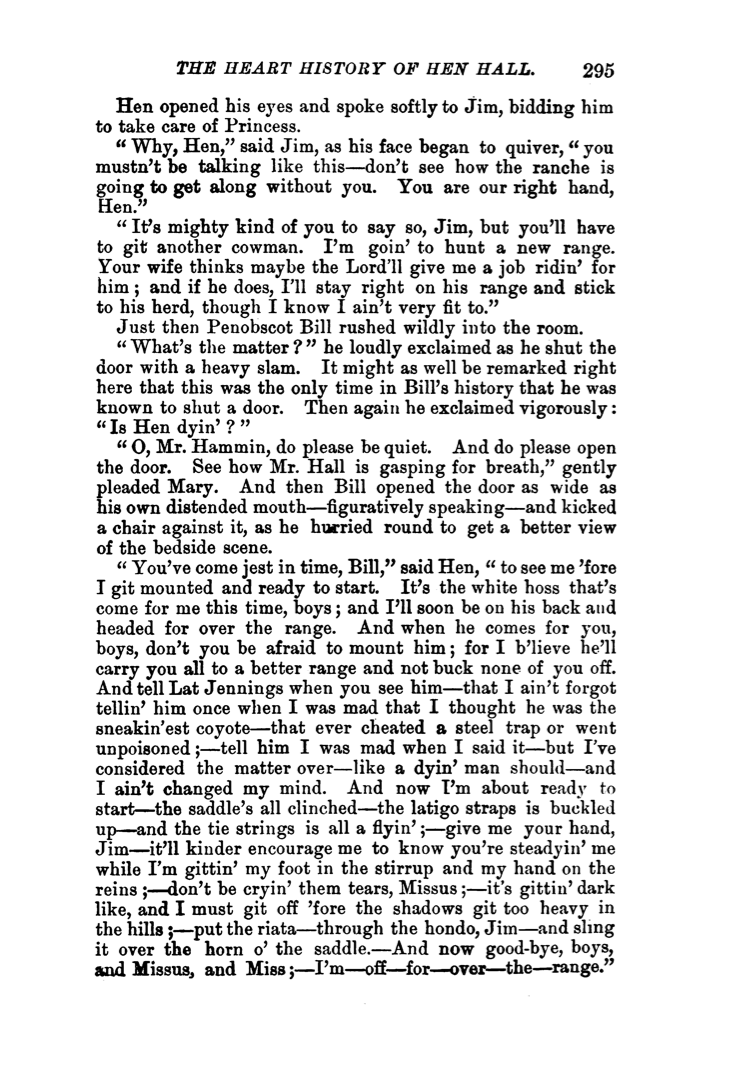 THE HEART HISTORY OF HEN HALL. 295
Hen opened his eyes and spoke softly to Jim, bidding him
to take care of Princess.
“ Why, Hen,” said Jim, as his face began to quiver, “ you
mustn’t be talking like this—don’t see how the ranche is
going to get along without you. You are our right hand,
Hen.”
“ It’s mighty kind of you to say so, Jim, but you’ll have
to git another cowman. I’m goin’ to hunt a new range.
Your wife thinks maybe the Lord’ll give me a job ridin’ for
him ; and if he does, I’ll stay right on his range and stick
to his herd, though I know I ain’t very fit to.”
Just then Penobscot Bill rushed wildly into the room.
“ What’s the matter ? ” he loudly exclaimed as he shut the
door with a heavy slam. It might as well be remarked right
here that this was the only time in Bill’s history that he was
known to shut a door. Then again he exclaimed vigorously :
“ Is Hen dyin’ ? ”
“ O, Mr. Hammin, do please be quiet. And do please open
the door. See how Mr. Hall is gasping for breath,” gently
pleaded Mary. And then Bill opened the door as wide as
his own distended mouth—figuratively speaking—and kicked
a chair against it, as he hurried round to get a better view
of the bedside scene.
“ You’ve come jest in time, Bill,” said Hen, “ to see me ’fore
I git mounted and ready to start. It’s the white hoss that’s
come for me this time, boys ; and I’ll soon be on his back and
headed for over the range. And when he comes for you,
boys, don’t you be afraid to mount him ; for I b’lieve he’ll
carry you all to a better range and not buck none of you off.
And tell Lat Jennings when you see him—that I ain’t forgot
tellin’ him once when I was mad that I thought he was the
sneakin’est coyote—that ever cheated a steel trap or went
unpoisoned ;—tell him I was mad when I said it—but I’ve
considered the matter over—like a dyin’ man should—and
I ain’t changed my mind. And now I’m about ready to
start—the saddle’s all clinched—the latigo straps is buckled
up—and the tie strings is all a flyin’ ;—give me your hand,
Jim—it’ll kinder encourage me to know you’re steadyin’ me
while I’m gittin’ my foot in the stirrup and my hand on the
reins ;—don’t be cryin’ them tears, Missus ;—it’s gittin’ dark
like, and I must git off ’fore the shadows git too heavy in
the hills ;—put the riata—through the hondo, Jim—and sling
it over the horn o’ the saddle.—And now good-bye, boys,
and Missus, and Miss ;—I’m—off—for—over—the—range.”